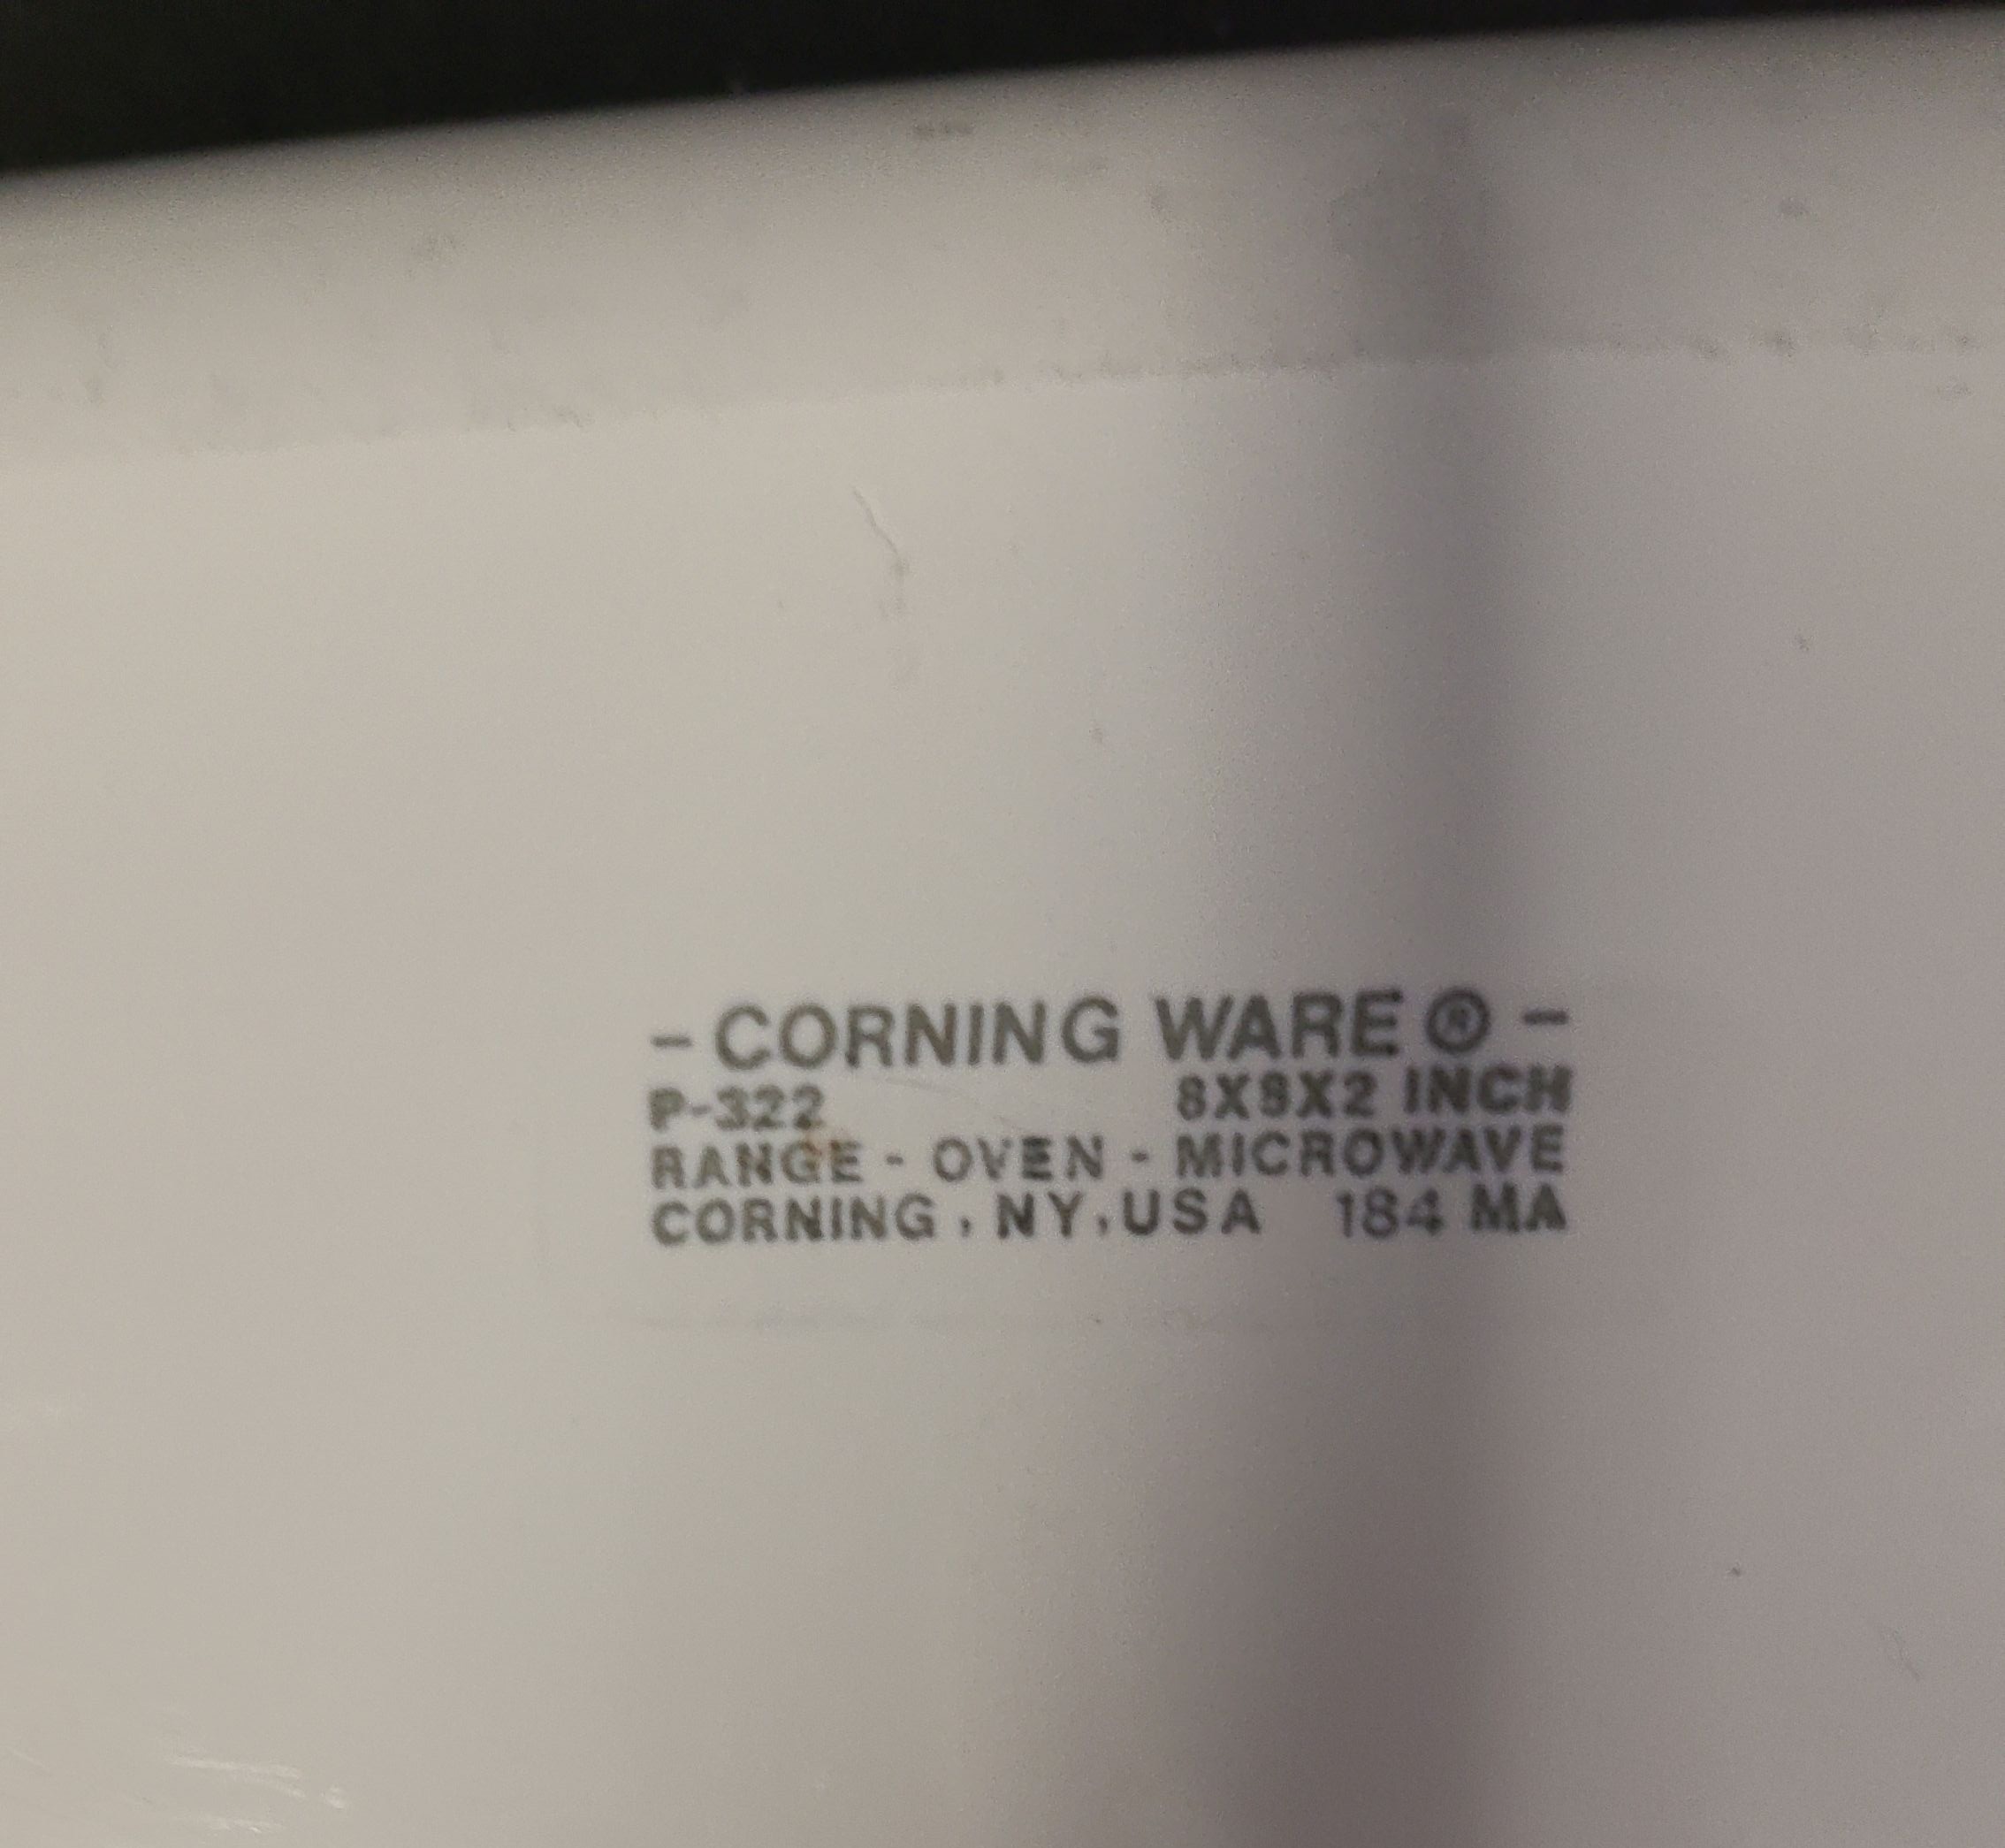 - CORNING WARE ® -
P-322 8X8X2 INCH
RANGE - OVEN - MICROWAVE
CORNING , NY, USA 184 MA